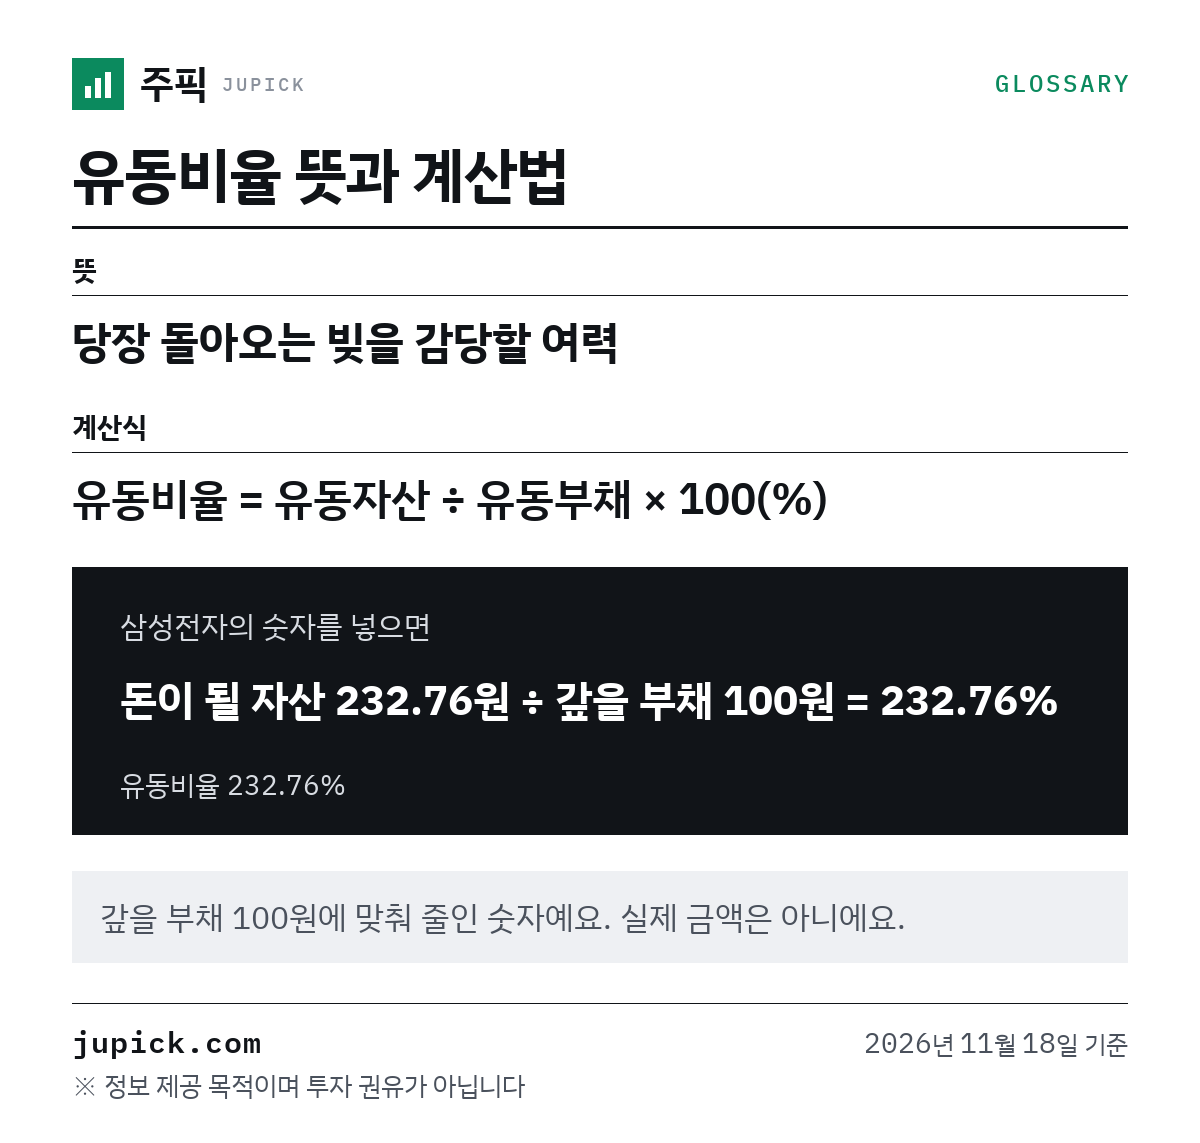 주픽 JUPICK
GLOSSARY
유동비율 뜻과 계산법
뜻
당장 돌아오는 빚을 감당할 여력
계산식
유동비율 = 유동자산 ÷ 유동부채 × 100(%)
삼성전자의 숫자를 넣으면
돈이 될 자산 232.76원 ÷ 갚을 부채 100원 = 232.76%
유동비율 232.76%
갚을 부채 100원에 맞춰 줄인 숫자예요. 실제 금액은 아니에요.
jupick.com
2026년 11월 18일 기준
※ 정보 제공 목적이며 투자 권유가 아닙니다